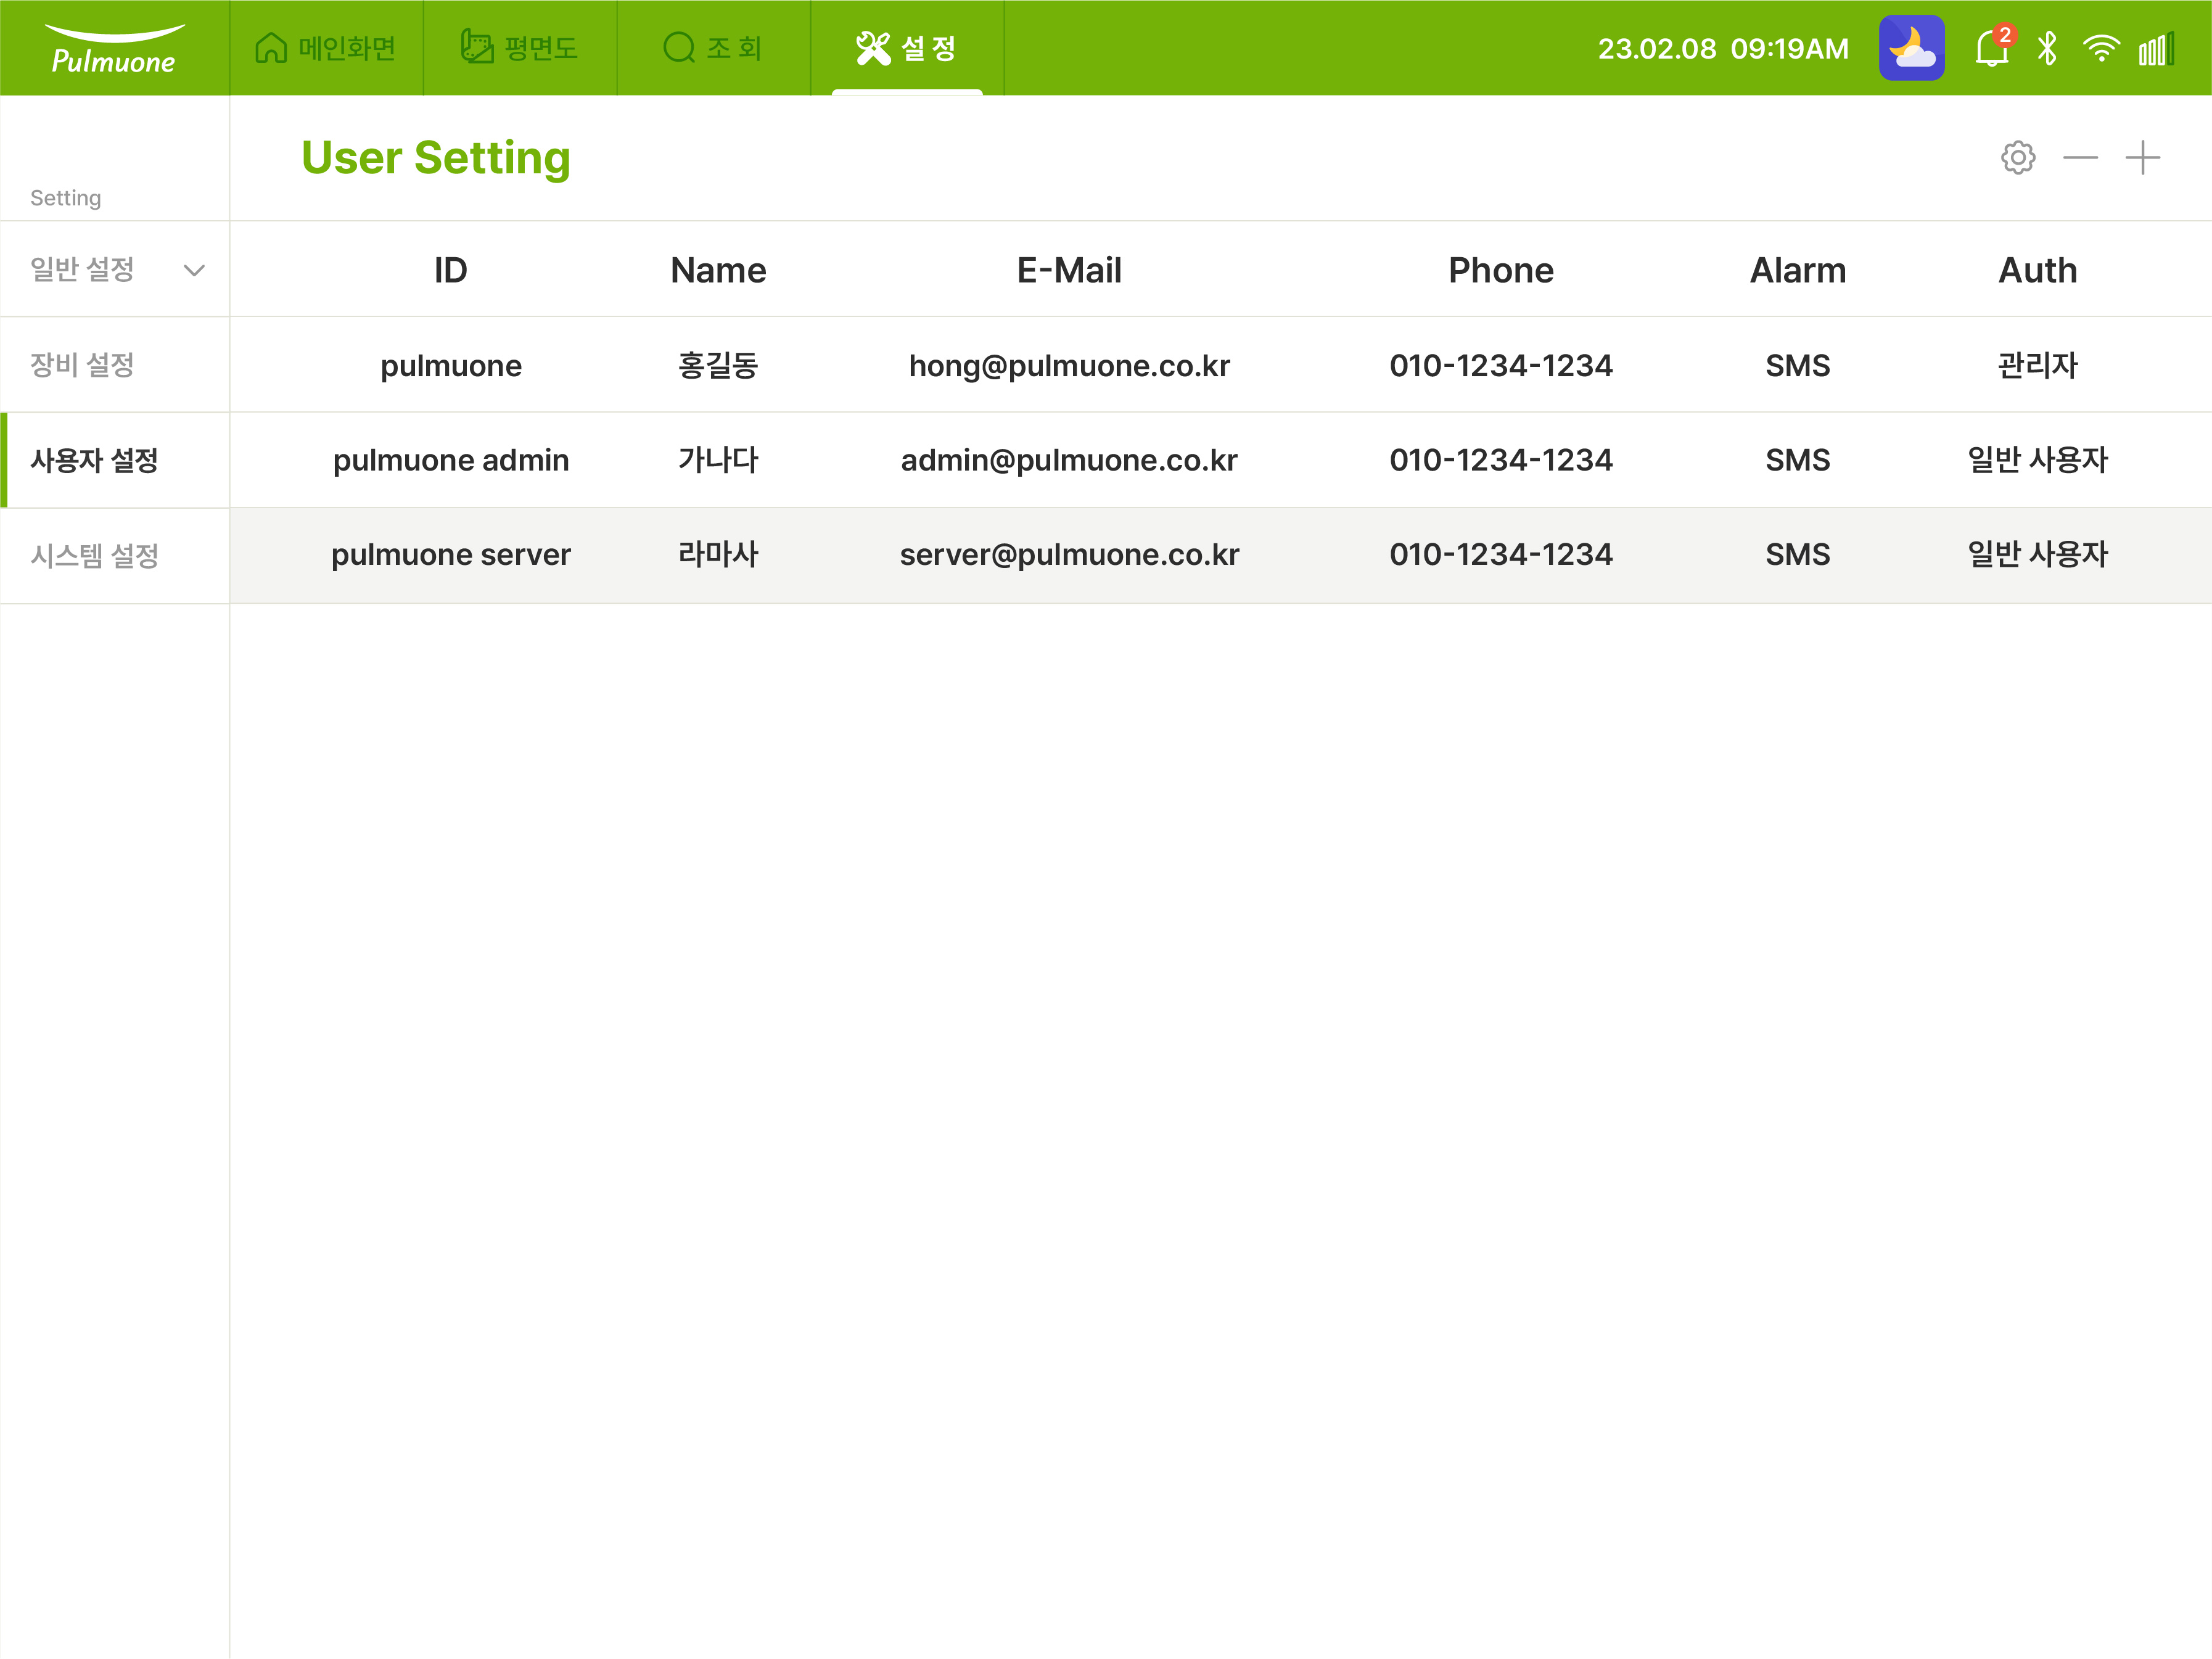 Pulmuone 메인화면 평면도 조 회 설 정 23.02.08 09:19AM 2
User Setting
Setting
일반 설정
장비 설정
사용자 설정
시스템 설정
ID Name E-Mail Phone Alarm Auth
pulmuone 홍길동 hong@pulmuone.co.kr 010-1234-1234 SMS 관리자
pulmuone admin 가나다 admin@pulmuone.co.kr 010-1234-1234 SMS 일반 사용자
pulmuone server 라마사 server@pulmuone.co.kr 010-1234-1234 SMS 일반 사용자